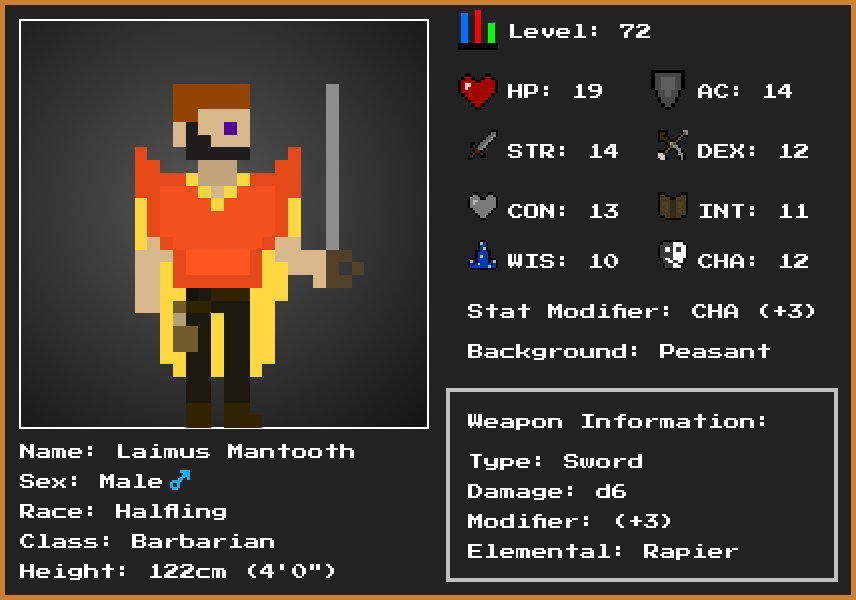 Level: 72
HP: 19 AC: 14
STR: 14 DEX: 12
CON: 13 INT: 11
WIS: 10 CHA: 12
Stat Modifier: CHA (+3)
Background: Peasant
Name: Laimus Mantooth
Sex: Male ♂
Race: Halfling
Class: Barbarian
Height: 122cm (4'0")
Weapon Information:
Type: Sword
Damage: d6
Modifier: (+3)
Elemental: Rapier